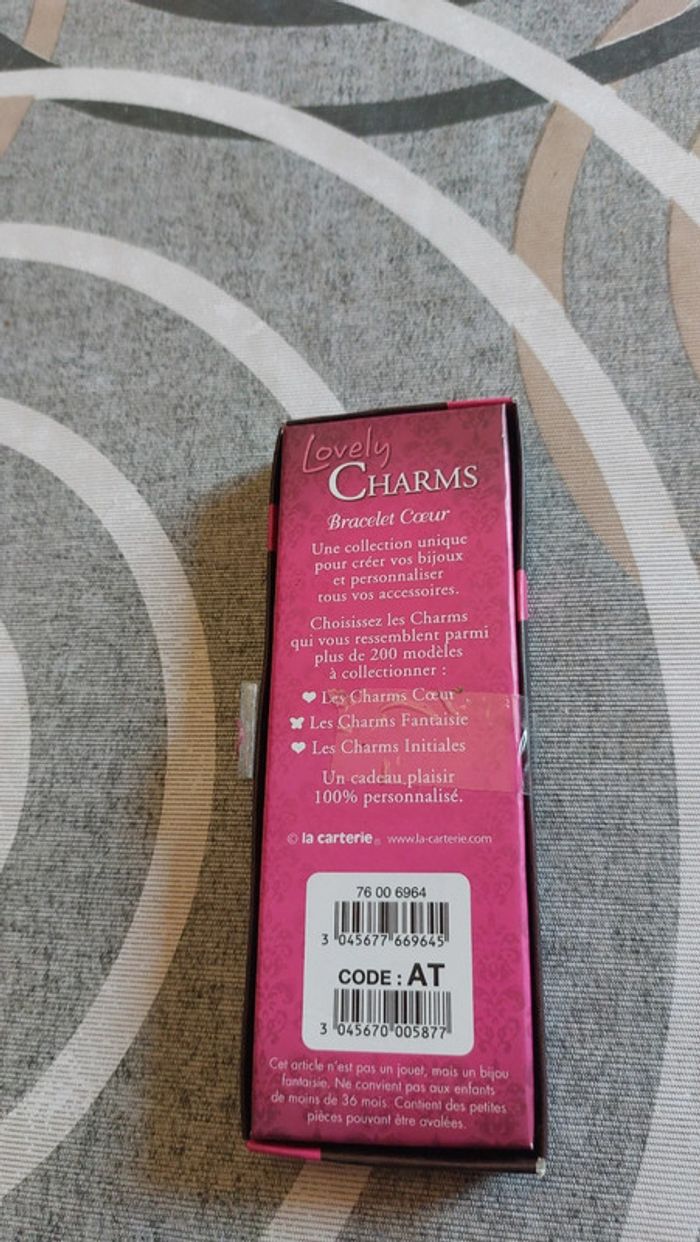 Lovely
CHARMS
Bracelet Cœur
Une collection unique
pour créer vos bijoux
et personnaliser
tous vos accessoires.
Choisissez les Charms
qui vous ressemblent parmi
plus de 200 modèles
à collectionner :
Les Charms Cœur
Les Charms Fantaisie
Les Charms Initiales
Un cadeau plaisir
100% personnalisé.
© la carterie® www.la-carterie.com
76 00 6964
3 045677 669645
CODE : AT
3 045670 005877
Cet article n'est pas un jouet, mais un bijou
fantaisie. Ne convient pas aux enfants
de moins de 36 mois. Contient des petites
pièces pouvant être avalées.